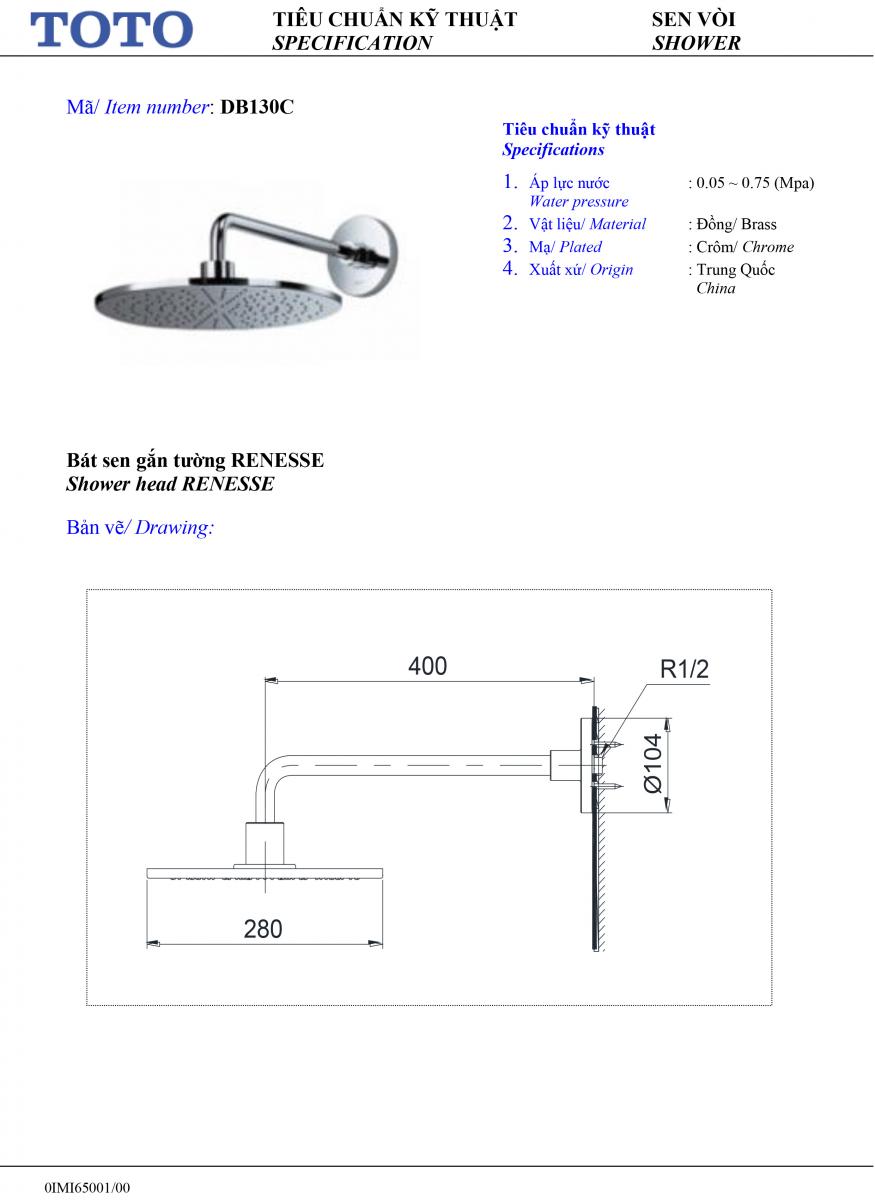 TOTO
TIÊU CHUẨN KỸ THUẬT
SPECIFICATION
SEN VÒI
SHOWER
Mã/ Item number: DB130C
Tiêu chuẩn kỹ thuật
Specifications
1. Áp lực nước : 0.05 ~ 0.75 (Mpa)
Water pressure
2. Vật liệu/ Material : Đồng/ Brass
3. Mạ/ Plated : Crôm/ Chrome
4. Xuất xứ/ Origin : Trung Quốc
China
Bát sen gắn tường RENESSE
Shower head RENESSE
Bản vẽ/ Drawing:
400
R1/2
Ø104
280
0IMI65001/00